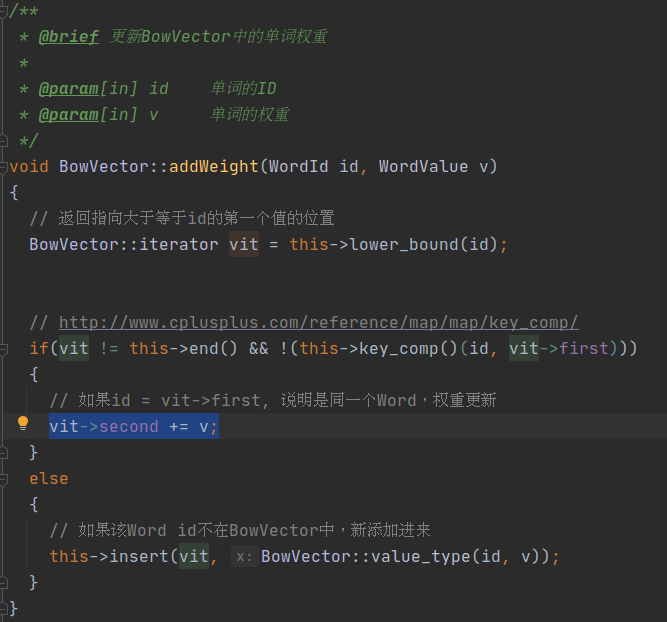 /**
 * @brief 更新BowVector中的单词权重
 *
 * @param[in] id     单词的ID
 * @param[in] v      单词的权重
 */
void BowVector::addWeight(WordId id, WordValue v)
{
  // 返回指向大于等于id的第一个值的位置
  BowVector::iterator vit = this->lower_bound(id);
  // http://www.cplusplus.com/reference/map/map/key_comp/
  if(vit != this->end() && !(this->key_comp()(id, vit->first)))
  {
    // 如果id = vit->first, 说明是同一个Word，权重更新
    vit->second += v;
  }
  else
  {
    // 如果该Word id不在BowVector中，新添加进来
    this->insert(vit, x: BowVector::value_type(id, v));
  }
}